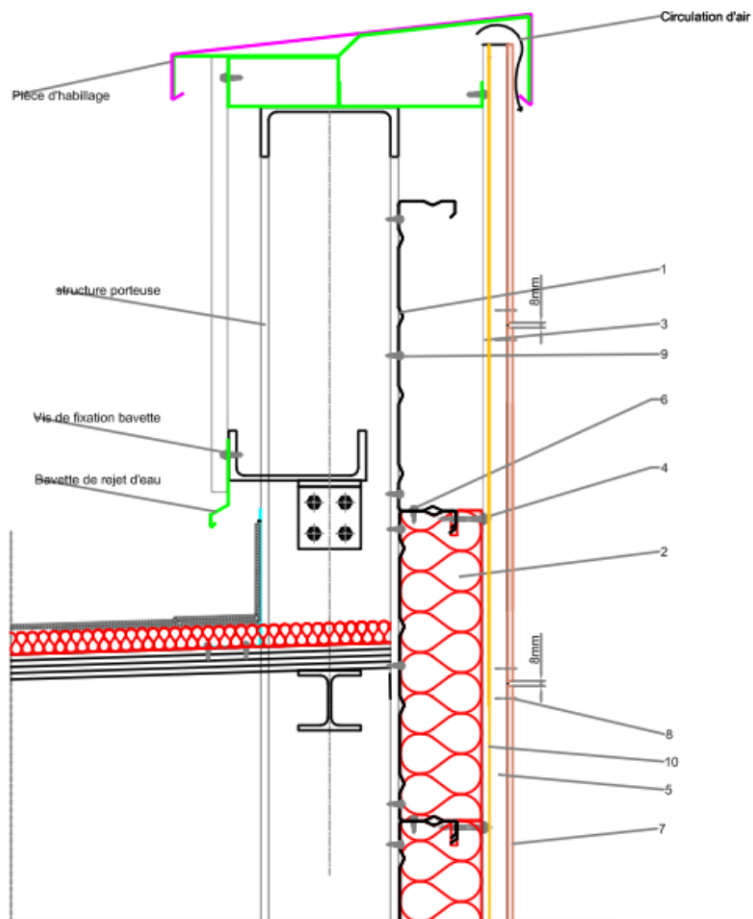 Circulation d'air
Pièce d'habillage
structure porteuse
Vis de fixation bavette
Bavette de rejet d'eau
1
8mm
3
9
6
4
2
8mm
8
10
5
7